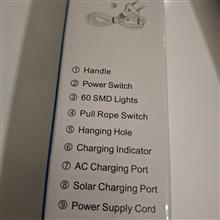 ① Handle
② Power Switch
③ 60 SMD Lights
④ Pull Rope Switch
⑤ Hanging Hole
⑥ Charging Indicator
⑦ AC Charging Port
⑧ Solar Charging Port
⑨ Power Supply Cord